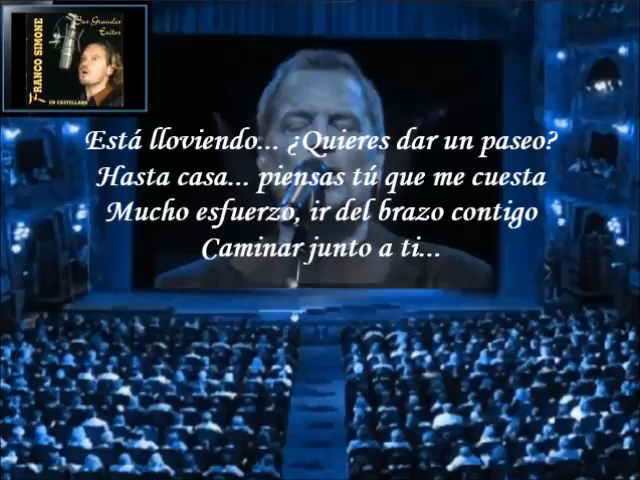 Sus Grandes
Exitos
FRANCO SIMONE
EN CASTELLANO
Está lloviendo... ¿Quieres dar un paseo?
Hasta casa... piensas tú que me cuesta
Mucho esfuerzo, ir del brazo contigo
Caminar junto a ti...